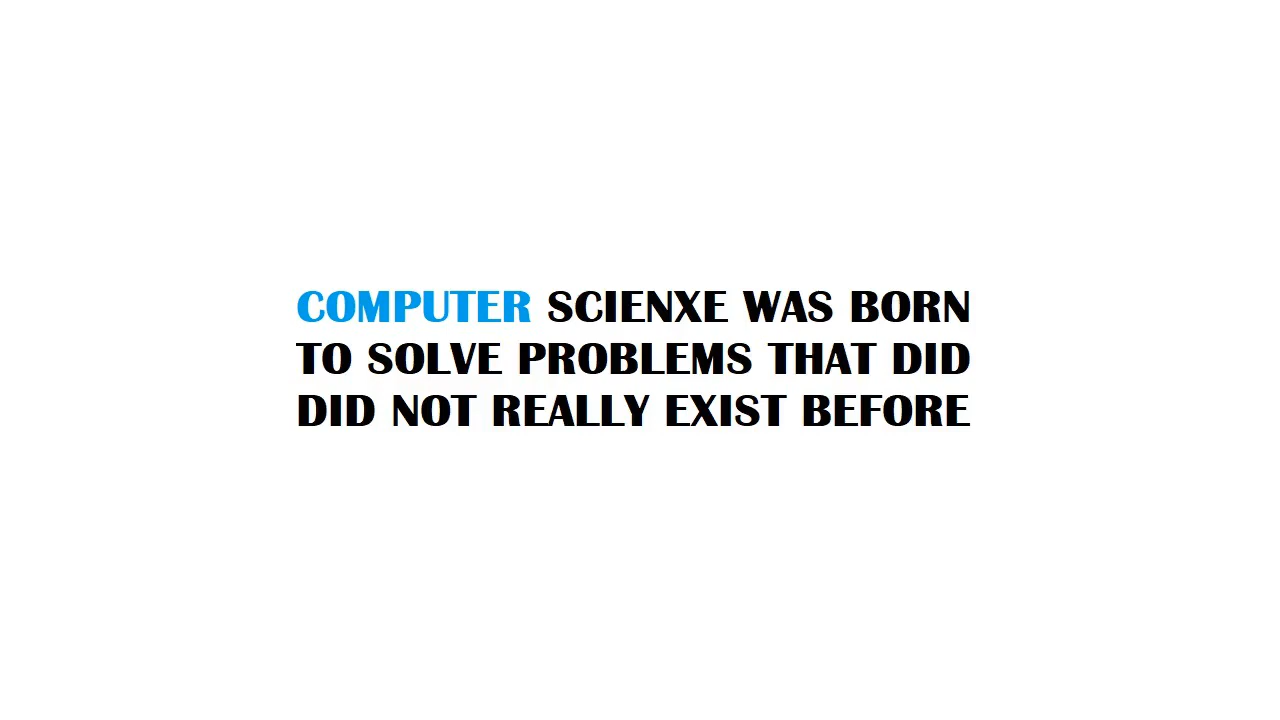 COMPUTER SCIENXE WAS BORN
TO SOLVE PROBLEMS THAT DID
DID NOT REALLY EXIST BEFORE